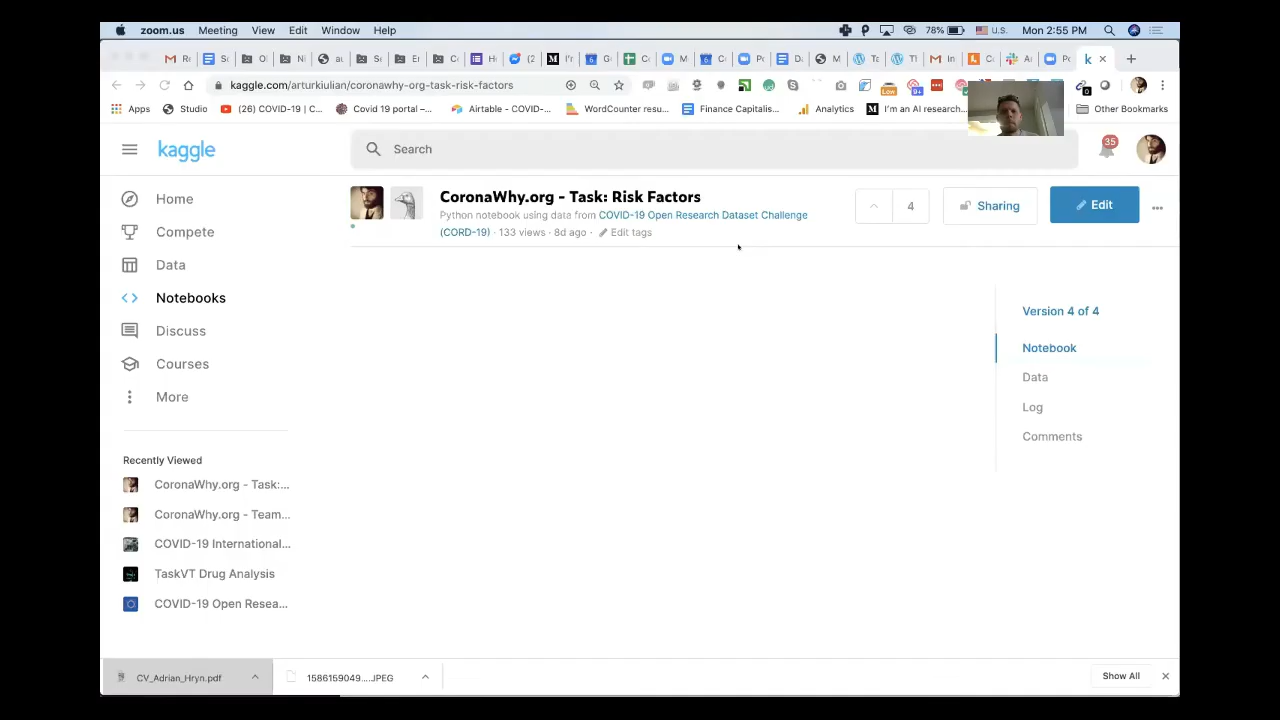 zoom.us Meeting View Edit Window Help 78% U.S. Mon 2:55 PM
kaggle.com/arturkiulian/coronawhy-org-task-risk-factors
Apps Studio (26) COVID-19 | C... Covid 19 portal –... Airtable - COVID-... WordCounter resu... Finance Capitalis... Analytics I'm an AI research... Other Bookmarks
kaggle Search 35
CoronaWhy.org - Task: Risk Factors
Python notebook using data from COVID-19 Open Research Dataset Challenge
(CORD-19) · 133 views · 8d ago · Edit tags
4 Sharing Edit
Home
Compete
Data
Notebooks
Discuss
Courses
More
Recently Viewed
CoronaWhy.org - Task:...
CoronaWhy.org - Team...
COVID-19 International...
TaskVT Drug Analysis
COVID-19 Open Resea...
Version 4 of 4
Notebook
Data
Log
Comments
CV_Adrian_Hryn.pdf 1586159049....JPEG Show All